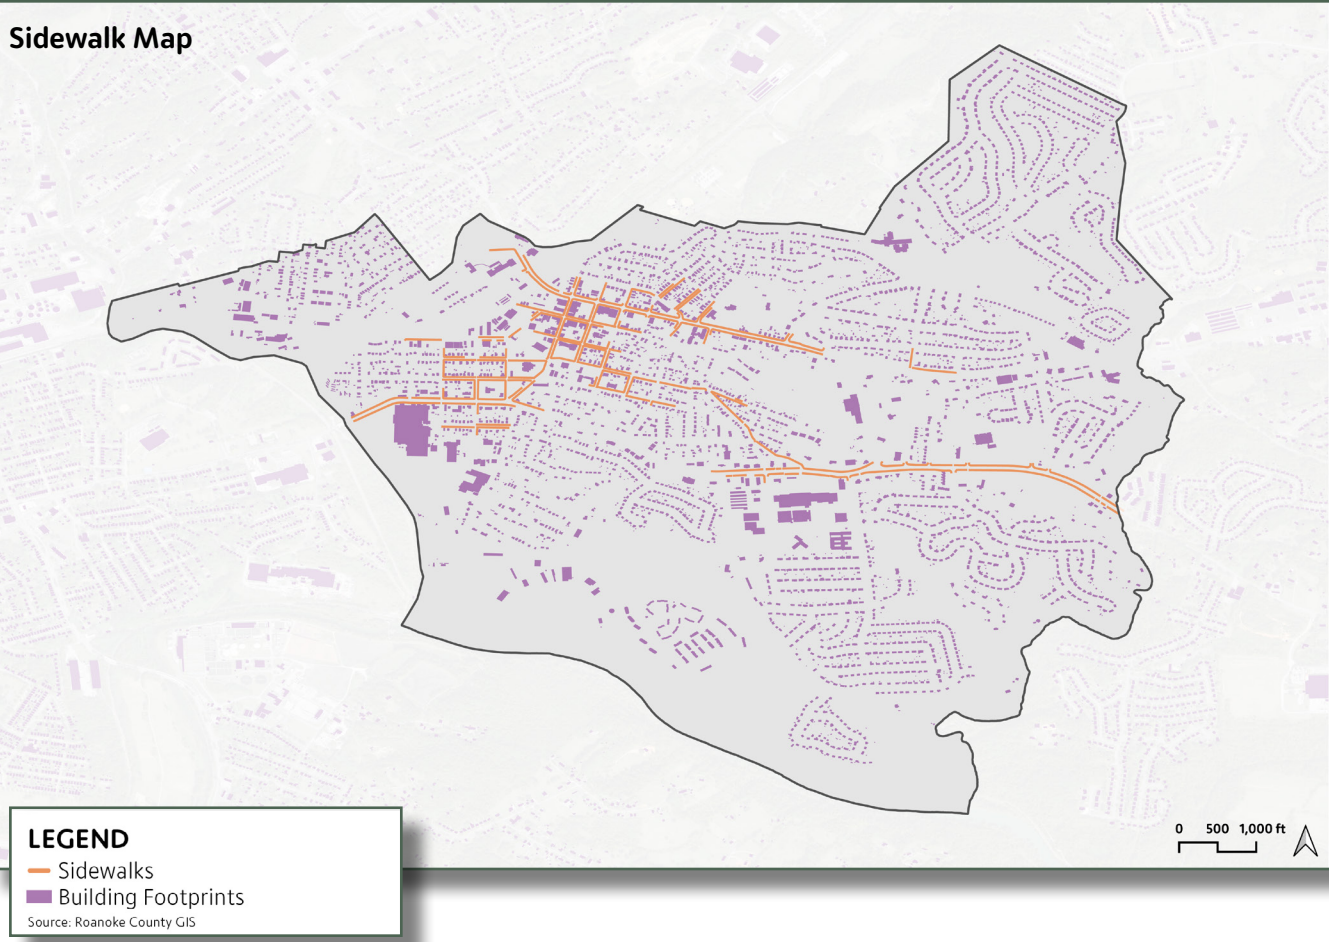 Sidewalk Map
0 500 1,000 ft
LEGEND
Sidewalks
Building Footprints
Source: Roanoke County GIS